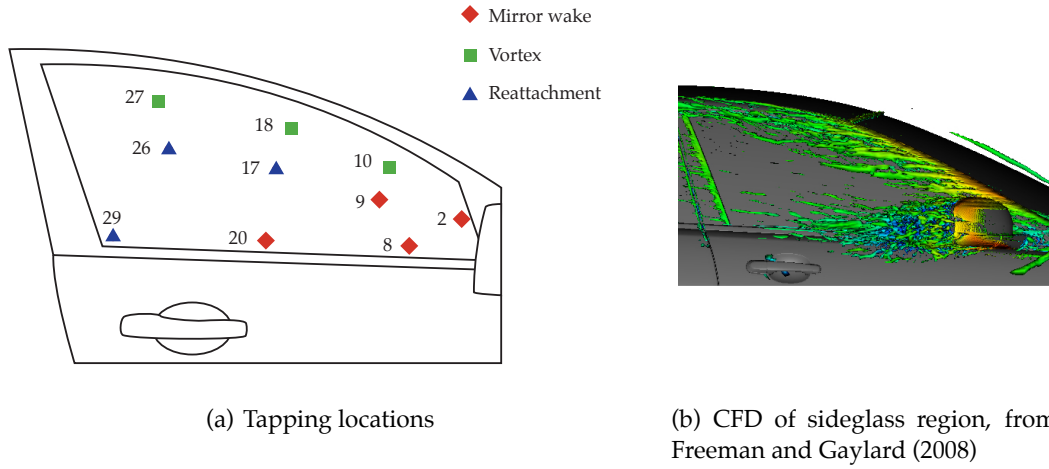 Mirror wake
Vortex
Reattachment
27
18
26
17
10
9
2
29
20
8
(a) Tapping locations
(b) CFD of sideglass region, from
Freeman and Gaylard (2008)